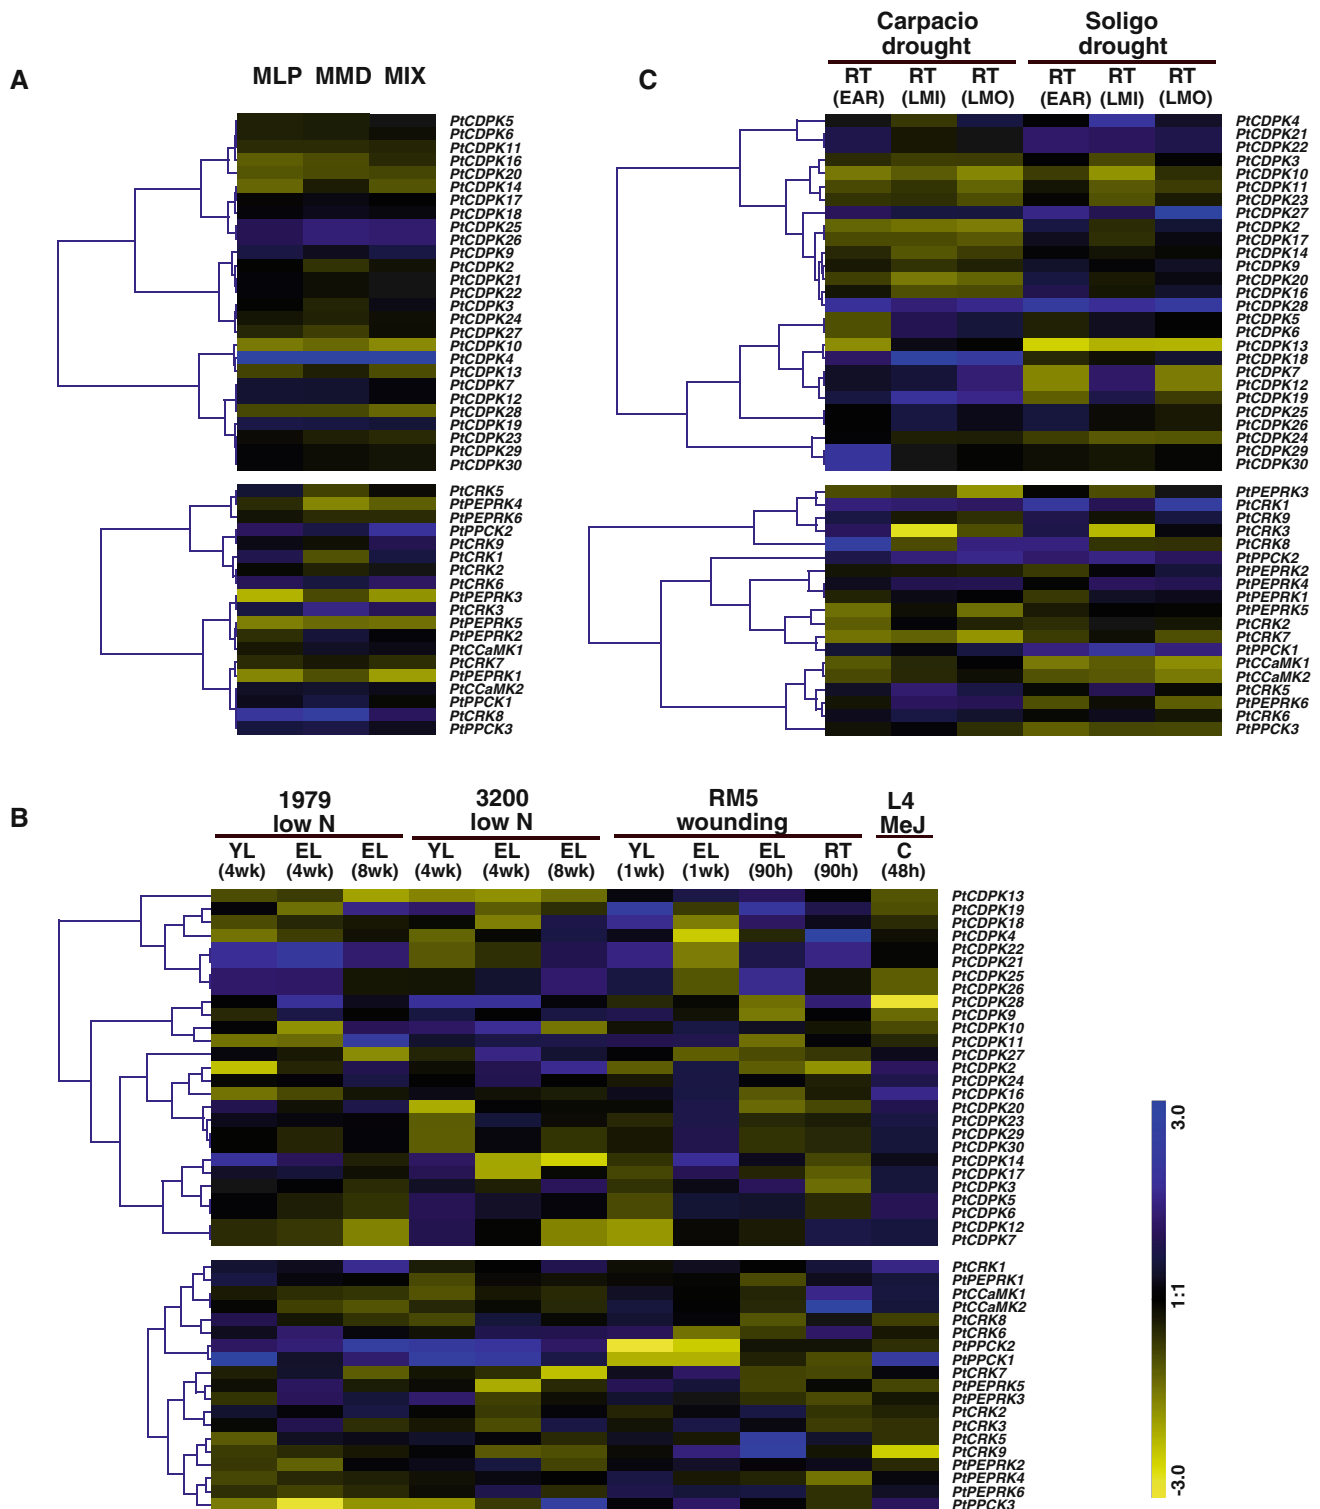 A
MLP MMD MIX
PtCDPK5
PtCDPK6
PtCDPK11
PtCDPK16
PtCDPK20
PtCDPK14
PtCDPK17
PtCDPK18
PtCDPK25
PtCDPK26
PtCDPK9
PtCDPK2
PtCDPK21
PtCDPK22
PtCDPK3
PtCDPK24
PtCDPK27
PtCDPK10
PtCDPK4
PtCDPK13
PtCDPK7
PtCDPK12
PtCDPK28
PtCDPK19
PtCDPK23
PtCDPK29
PtCDPK30
PtCRK5
PtPEPRK4
PtPEPRK6
PtPPCK2
PtCRK9
PtCRK1
PtCRK2
PtCRK6
PtPEPRK3
PtCRK3
PtPEPRK5
PtPEPRK2
PtCCaMK1
PtCRK7
PtPEPRK1
PtCCaMK2
PtPPCK1
PtCRK8
PtPPCK3
C
Carpacio drought
Soligo drought
RT RT RT RT RT RT
(EAR) (LMI) (LMO) (EAR) (LMI) (LMO)
PtCDPK4
PtCDPK21
PtCDPK22
PtCDPK3
PtCDPK10
PtCDPK11
PtCDPK23
PtCDPK27
PtCDPK2
PtCDPK17
PtCDPK14
PtCDPK9
PtCDPK20
PtCDPK16
PtCDPK28
PtCDPK5
PtCDPK6
PtCDPK13
PtCDPK18
PtCDPK7
PtCDPK12
PtCDPK19
PtCDPK25
PtCDPK26
PtCDPK24
PtCDPK29
PtCDPK30
PtPEPRK3
PtCRK1
PtCRK9
PtCRK3
PtCRK8
PtPPCK2
PtPEPRK2
PtPEPRK4
PtPEPRK1
PtPEPRK5
PtCRK2
PtCRK7
PtPPCK1
PtCCaMK1
PtCCaMK2
PtCRK5
PtPEPRK6
PtCRK6
PtPPCK3
B
1979 low N
3200 low N
RM5 wounding
L4 MeJ
YL EL EL YL EL EL YL EL EL RT C
(4wk) (4wk) (8wk) (4wk) (4wk) (8wk) (1wk) (1wk) (90h) (90h) (48h)
PtCDPK13
PtCDPK19
PtCDPK18
PtCDPK4
PtCDPK22
PtCDPK21
PtCDPK25
PtCDPK26
PtCDPK28
PtCDPK9
PtCDPK10
PtCDPK11
PtCDPK27
PtCDPK2
PtCDPK24
PtCDPK16
PtCDPK20
PtCDPK23
PtCDPK29
PtCDPK30
PtCDPK14
PtCDPK17
PtCDPK3
PtCDPK5
PtCDPK6
PtCDPK12
PtCDPK7
PtCRK1
PtPEPRK1
PtCCaMK1
PtCCaMK2
PtCRK8
PtCRK6
PtPPCK2
PtPPCK1
PtCRK7
PtPEPRK5
PtPEPRK3
PtCRK2
PtCRK3
PtCRK5
PtCRK9
PtPEPRK2
PtPEPRK4
PtPEPRK6
PtPPCK3
3.0
1:1
-3.0